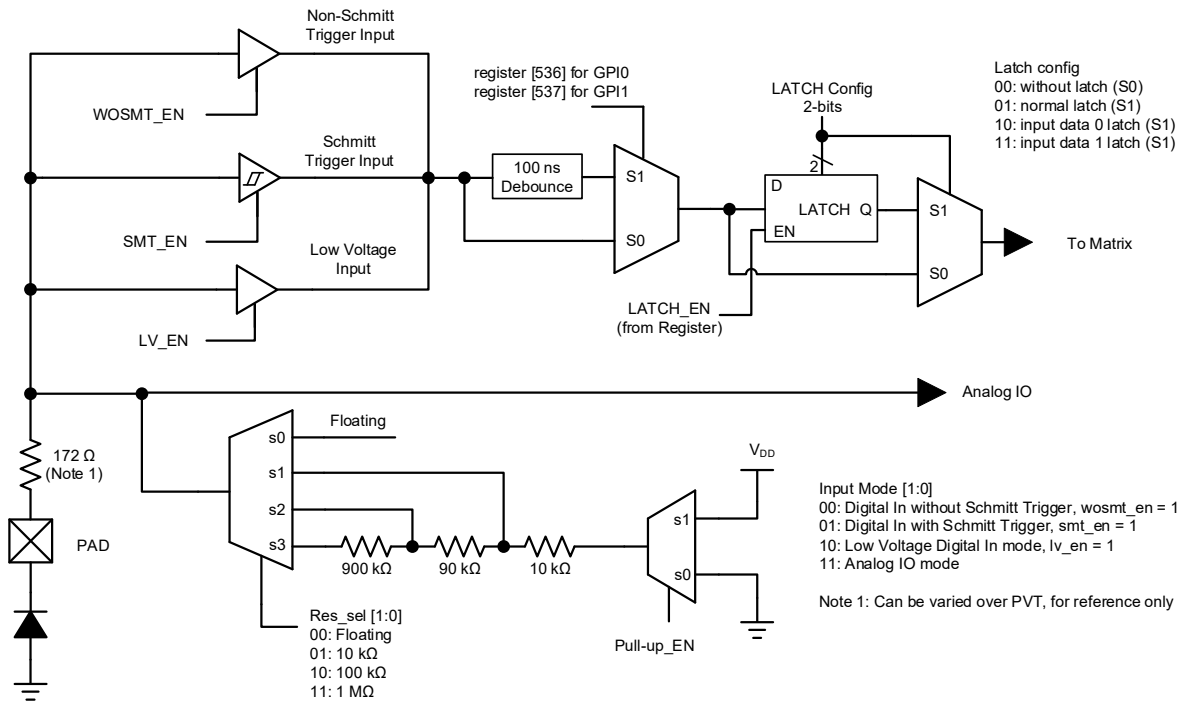 Non-Schmitt
Trigger Input
WOSMT_EN
Schmitt
Trigger Input
SMT_EN
Low Voltage
Input
LV_EN
register [536] for GPI0
register [537] for GPI1
100 ns
Debounce
S1
S0
LATCH Config
2-bits
2
D
LATCH Q
EN
LATCH_EN
(from Register)
S1
S0
Latch config
00: without latch (S0)
01: normal latch (S1)
10: input data 0 latch (S1)
11: input data 1 latch (S1)
To Matrix
Analog IO
172 Ω
(Note 1)
PAD
Floating
s0
s1
s2
s3
900 kΩ
90 kΩ
10 kΩ
Res_sel [1:0]
00: Floating
01: 10 kΩ
10: 100 kΩ
11: 1 MΩ
VDD
s1
s0
Pull-up_EN
Input Mode [1:0]
00: Digital In without Schmitt Trigger, wosmt_en = 1
01: Digital In with Schmitt Trigger, smt_en = 1
10: Low Voltage Digital In mode, lv_en = 1
11: Analog IO mode
Note 1: Can be varied over PVT, for reference only